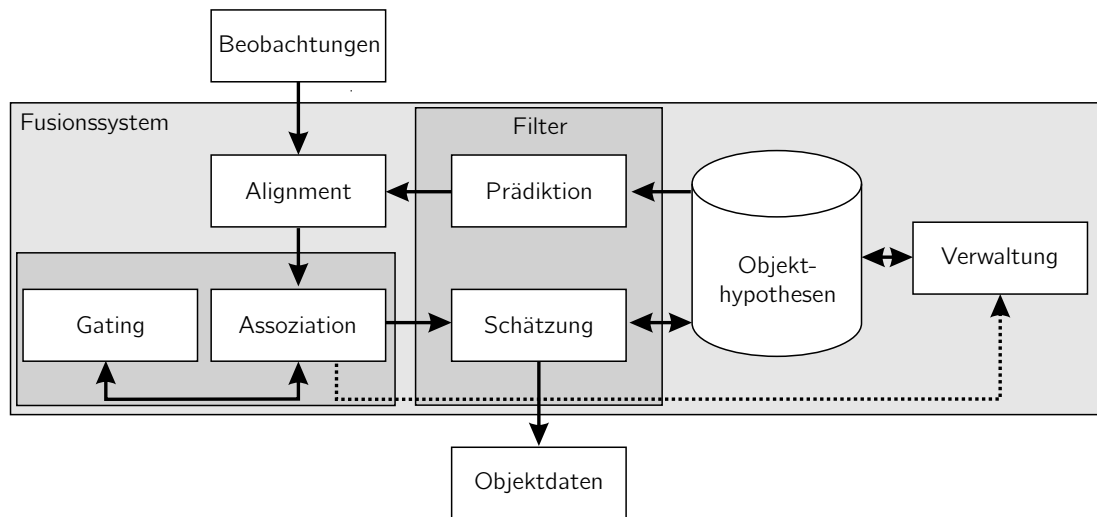 Beobachtungen
Fusionssystem
Filter
Alignment
Prädiktion
Objekt-
hypothesen
Verwaltung
Gating
Assoziation
Schätzung
Objektdaten